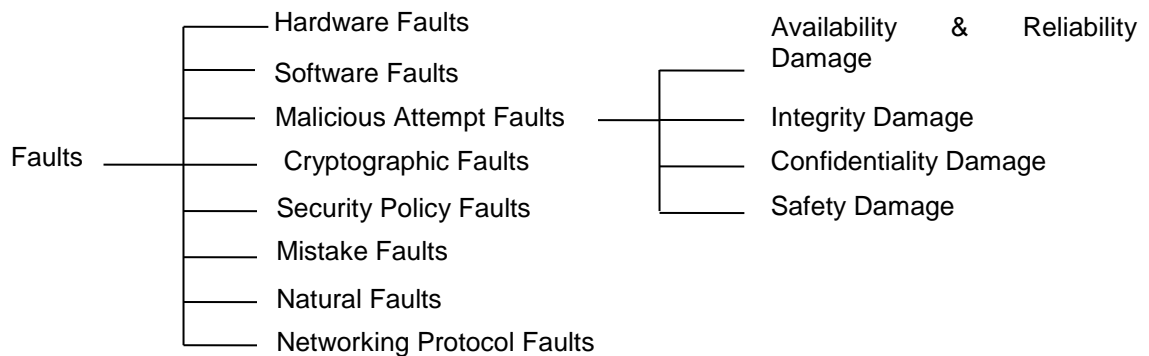 Faults
Hardware Faults
Software Faults
Malicious Attempt Faults
Cryptographic Faults
Security Policy Faults
Mistake Faults
Natural Faults
Networking Protocol Faults
Availability & Reliability
Damage
Integrity Damage
Confidentiality Damage
Safety Damage